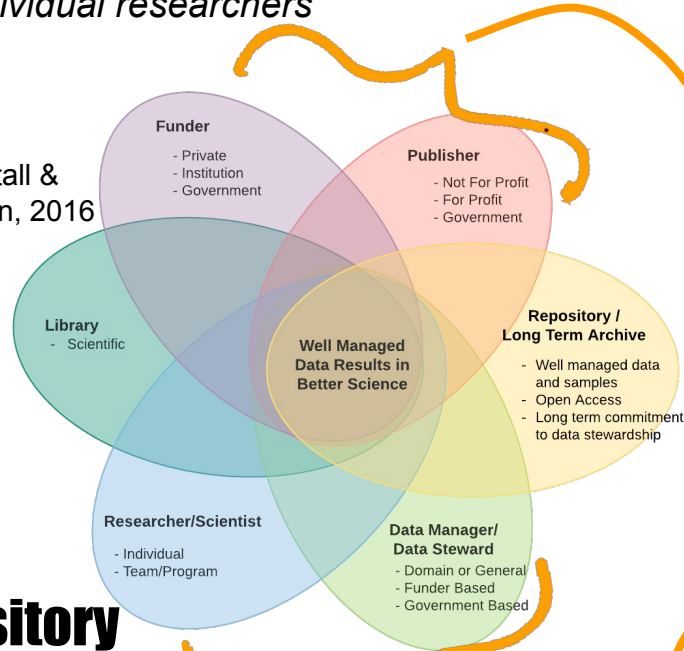 ividual researchers
Funder
- Private
- Institution
- Government
Publisher
- Not For Profit
- For Profit
- Government
tall &
n, 2016
Library
- Scientific
Repository /
Long Term Archive
- Well managed data
and samples
- Open Access
- Long term commitment
to data stewardship
Well Managed
Data Results in
Better Science
Researcher/Scientist
- Individual
- Team/Program
Data Manager/
Data Steward
- Domain or General
- Funder Based
- Government Based
sitory